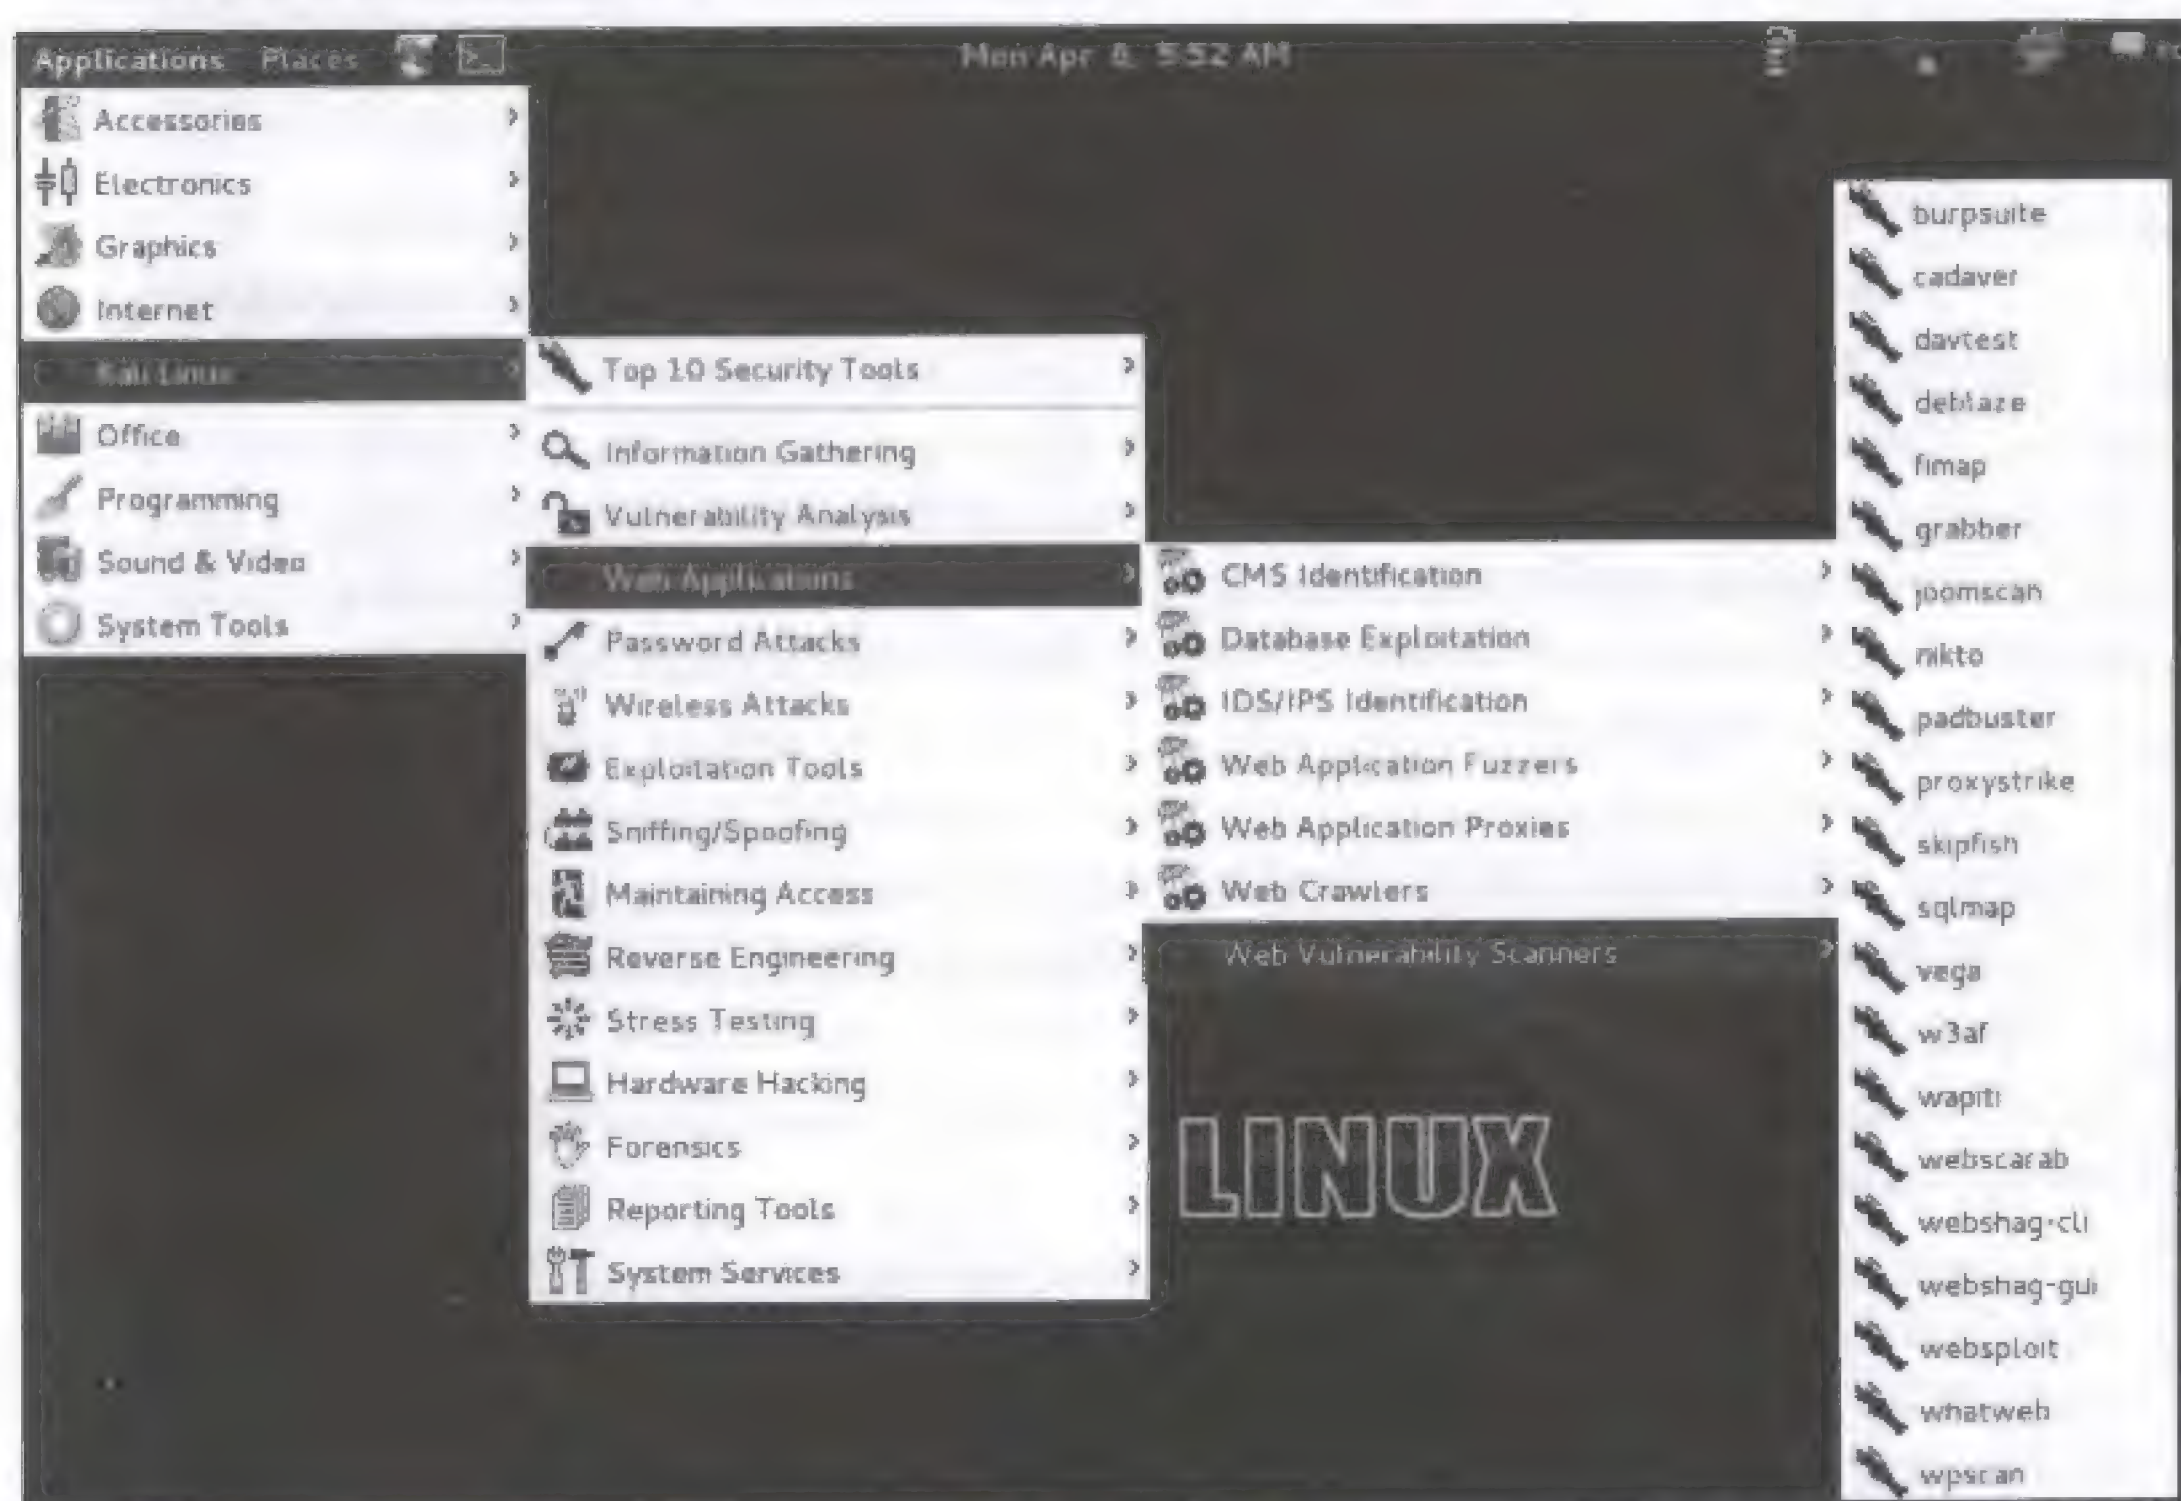 Applications Places
Mon Apr 5:52 AM
Accessories
Electronics
Graphics
Internet
Kali Linux
Office
Programming
Sound & Video
System Tools
Top 10 Security Tools
Information Gathering
Vulnerability Analysis
Web Applications
Password Attacks
Wireless Attacks
Exploitation Tools
Sniffing/Spoofing
Maintaining Access
Reverse Engineering
Stress Testing
Hardware Hacking
Forensics
Reporting Tools
System Services
CMS Identification
Database Exploitation
IDS/IPS Identification
Web Application Fuzzers
Web Application Proxies
Web Crawlers
Web Vulnerability Scanners
burpsuite
cadaver
davtest
deblaze
fimap
grabber
joomscan
nikto
padbuster
proxystrike
skipfish
sqlmap
vega
w3af
wapiti
webscarab
webshag-cli
webshag-gui
websploit
whatweb
wpscan
LINUX